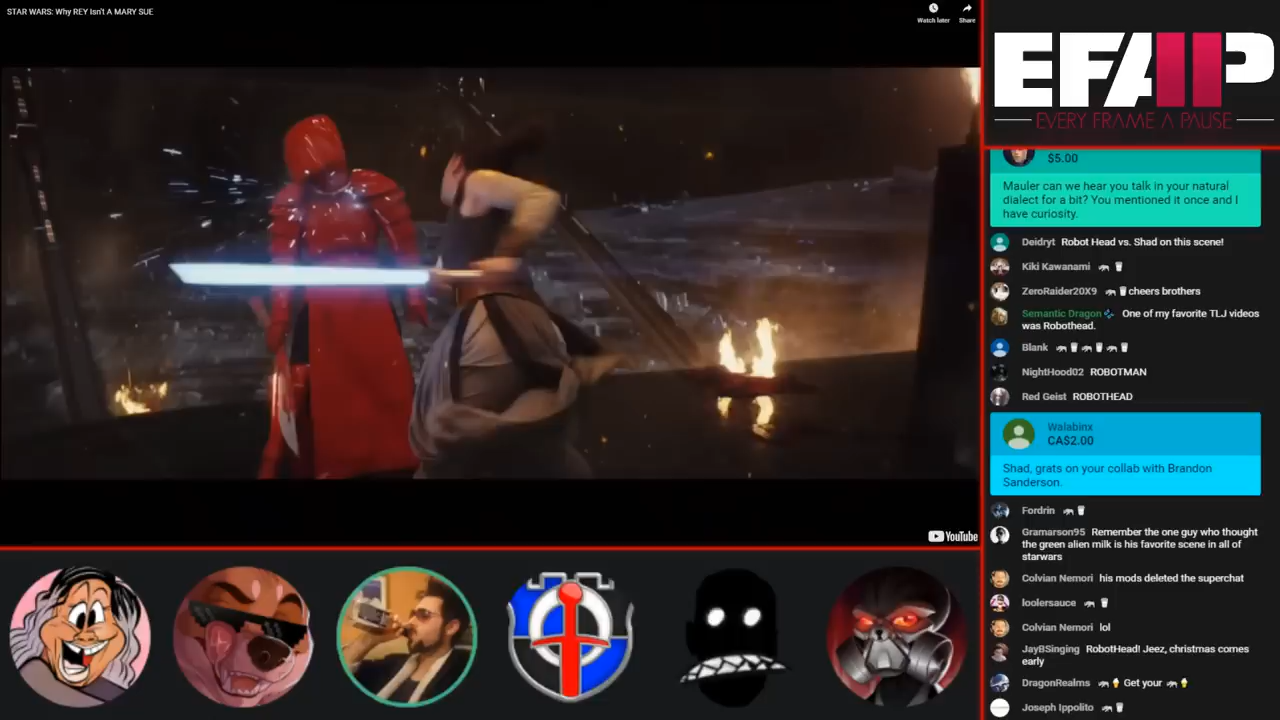 STAR WARS: Why REY Isn't A MARY SUE
Watch later
Share
YouTube
EFAP
EVERY FRAME A PAUSE
$5.00
Mauler can we hear you talk in your natural
dialect for a bit? You mentioned it once and I
have curiosity.
Deidryt Robot Head vs. Shad on this scene!
Kiki Kawanami
ZeroRaider20X9 cheers brothers
Semantic Dragon One of my favorite TLJ videos
was Robothead.
Blank
NightHood02 ROBOTMAN
Red Geist ROBOTHEAD
Walabinx
CA$2.00
Shad, grats on your collab with Brandon
Sanderson.
Fordrin
Gramarson95 Remember the one guy who thought
the green alien milk is his favorite scene in all of
starwars
Colvian Nemori his mods deleted the superchat
loolersauce
Colvian Nemori lol
JayBSinging RobotHead! Jeez, christmas comes
early
DragonRealms Get your
Joseph Ippolito